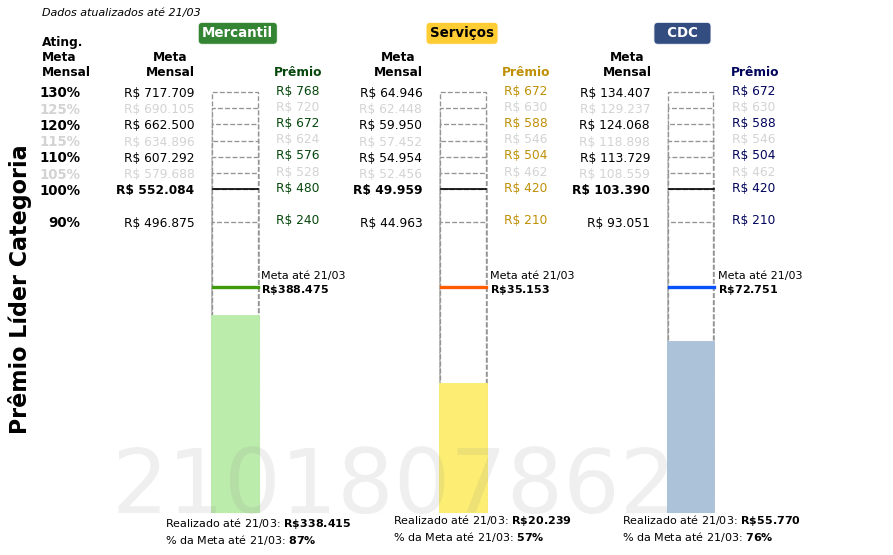 Dados atualizados até 21/03
Mercantil
Serviços
CDC
Ating.
Meta
Mensal
Meta
Mensal
Prêmio
Meta
Mensal
Prêmio
Meta
Mensal
Prêmio
130% R$ 717.709 R$ 768 R$ 64.946 R$ 672 R$ 134.407 R$ 672
125% R$ 690.105 R$ 720 R$ 62.448 R$ 630 R$ 129.237 R$ 630
120% R$ 662.500 R$ 672 R$ 59.950 R$ 588 R$ 124.068 R$ 588
115% R$ 634.896 R$ 624 R$ 57.452 R$ 546 R$ 118.898 R$ 546
110% R$ 607.292 R$ 576 R$ 54.954 R$ 504 R$ 113.729 R$ 504
105% R$ 579.688 R$ 528 R$ 52.456 R$ 462 R$ 108.559 R$ 462
100% R$ 552.084 R$ 480 R$ 49.959 R$ 420 R$ 103.390 R$ 420
90% R$ 496.875 R$ 240 R$ 44.963 R$ 210 R$ 93.051 R$ 210
Prêmio Líder Categoria
Meta até 21/03
R$388.475
Meta até 21/03
R$35.153
Meta até 21/03
R$72.751
2101807862
Realizado até 21/03: R$338.415
% da Meta até 21/03: 87%
Realizado até 21/03: R$20.239
% da Meta até 21/03: 57%
Realizado até 21/03: R$55.770
% da Meta até 21/03: 76%